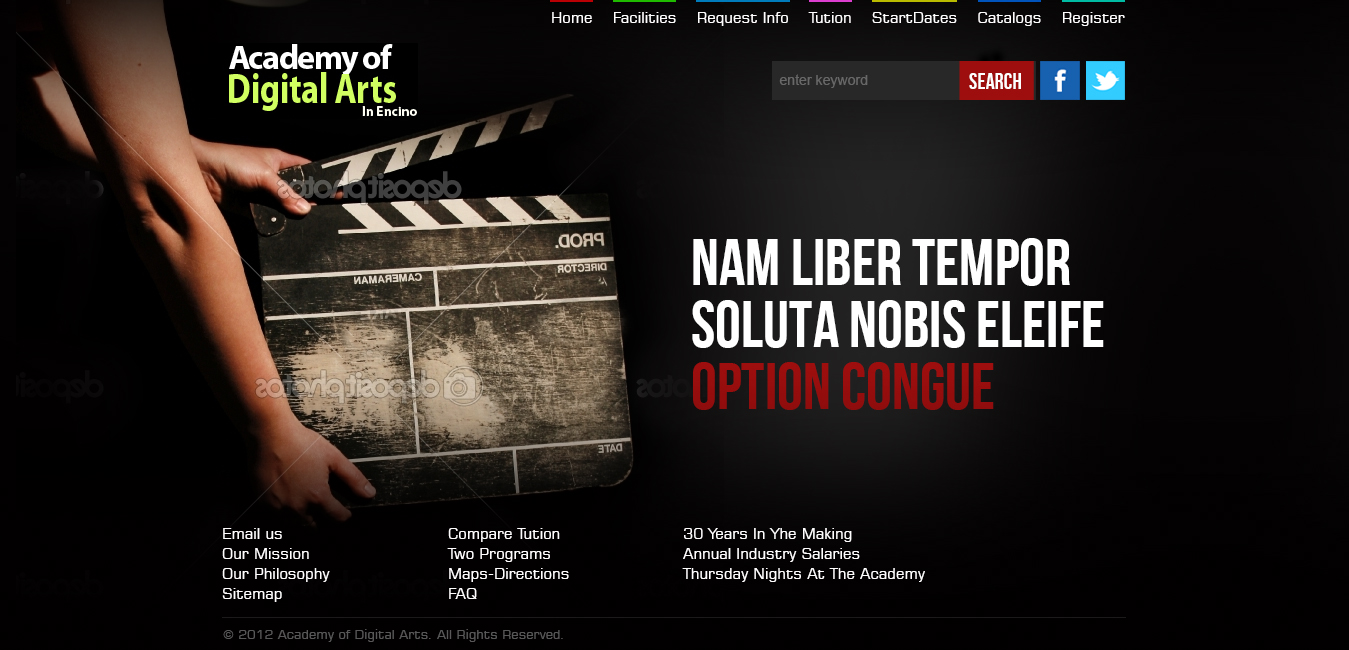 Home Facilities Request Info Tution StartDates Catalogs Register
Academy of
Digital Arts
In Encino
enter keyword SEARCH f
depositphotos
PROD.
DIRECTOR
CAMERAMAN
NAM LIBER TEMPOR
SOLUTA NOBIS ELEIFE
OPTION CONGUE
depositphotos
DATE
Email us
Our Mission
Our Philosophy
Sitemap
Compare Tution
Two Programs
Maps-Directions
FAQ
30 Years In Yhe Making
Annual Industry Salaries
Thursday Nights At The Academy
© 2012 Academy of Digital Arts. All Rights Reserved.